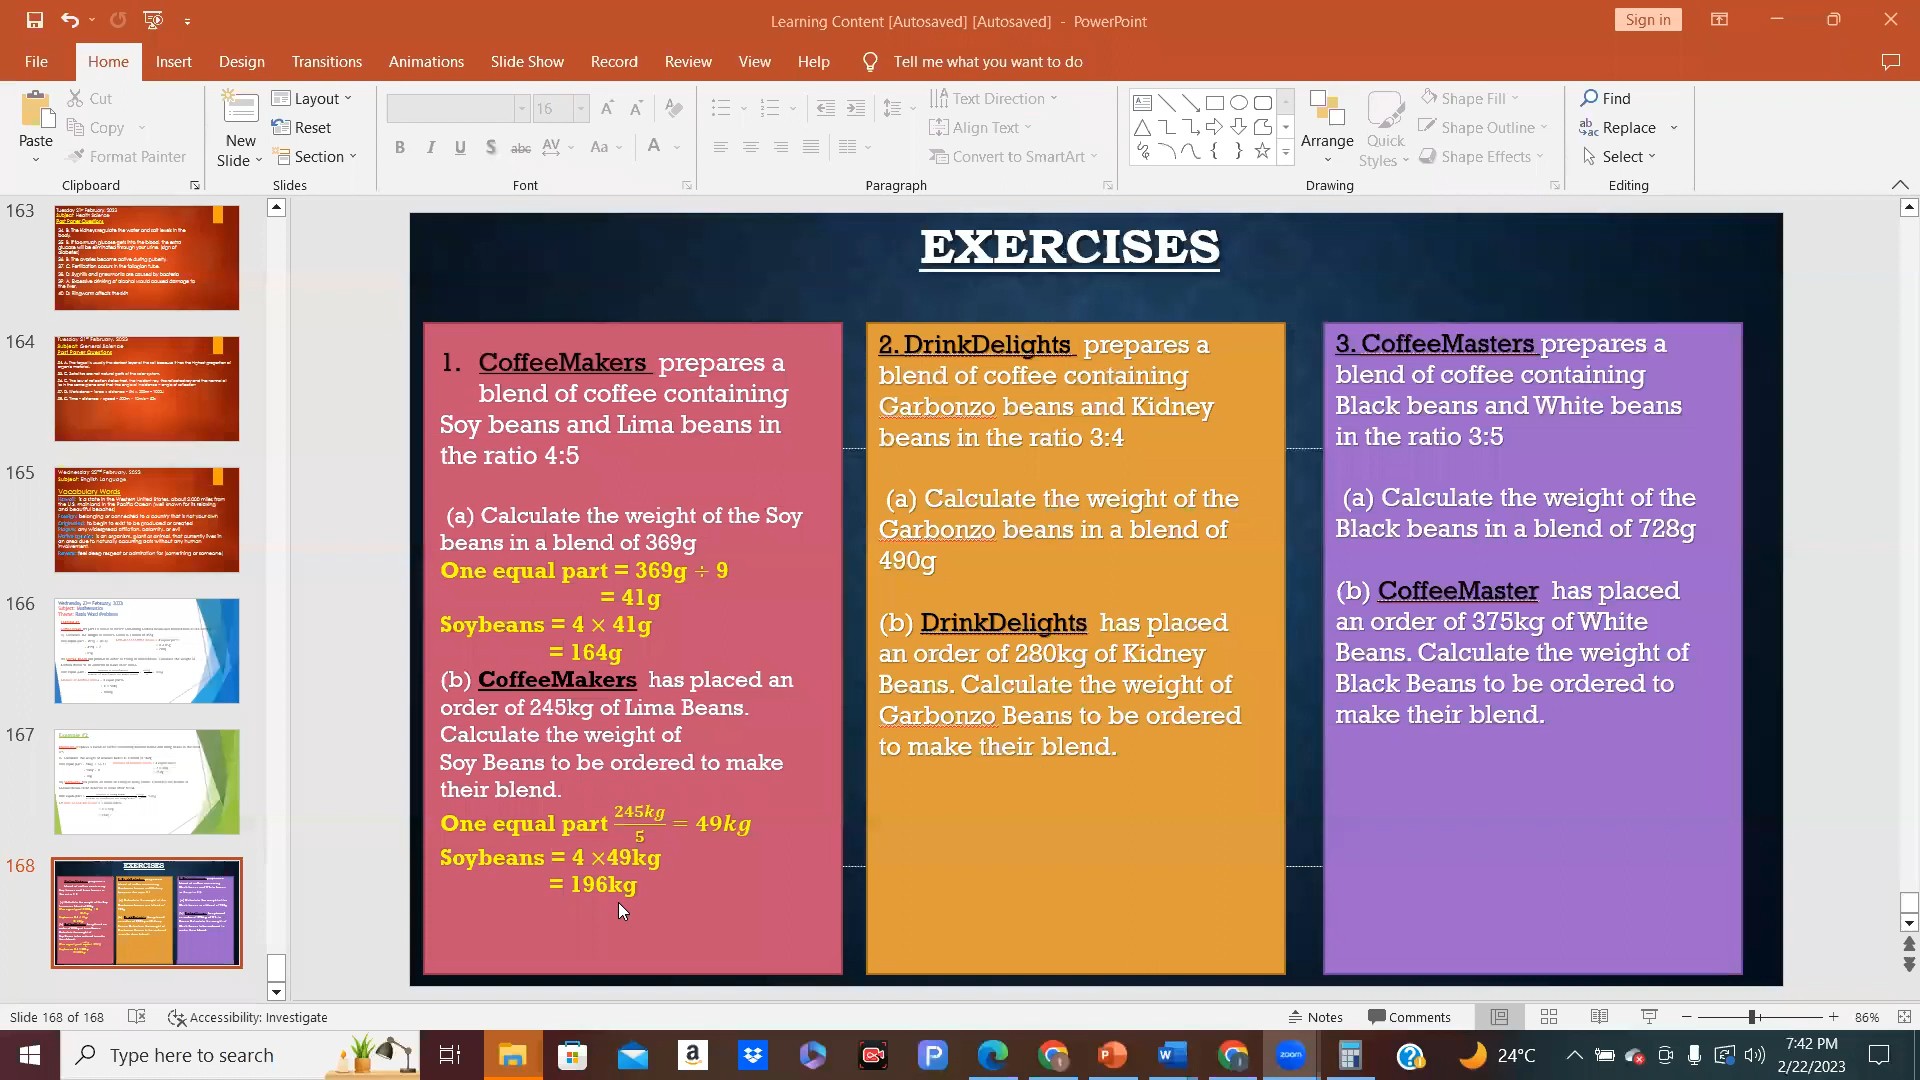 Learning Content [Autosaved] [Autosaved] - PowerPoint
Sign in
File Home Insert Design Transitions Animations Slide Show Record Review View Help Tell me what you want to do
Paste
Cut
Copy
Format Painter
Clipboard
New Slide
Layout
Reset
Section
Slides
16
Font
Text Direction
Align Text
Convert to SmartArt
Paragraph
Arrange
Quick Styles
Shape Fill
Shape Outline
Shape Effects
Drawing
Find
Replace
Select
Editing
163
164
165
Wednesday 22nd February, 2023
Subject: English Language
Vocabulary Words
166
167
168
EXERCISES
1. CoffeeMakers prepares a
blend of coffee containing
Soy beans and Lima beans in
the ratio 4:5
(a) Calculate the weight of the Soy
beans in a blend of 369g
One equal part = 369g ÷ 9
= 41g
Soybeans = 4 × 41g
= 164g
(b) CoffeeMakers has placed an
order of 245kg of Lima Beans.
Calculate the weight of
Soy Beans to be ordered to make
their blend.
One equal part 245kg/5 = 49kg
Soybeans = 4 ×49kg
= 196kg
2. DrinkDelights prepares a
blend of coffee containing
Garbonzo beans and Kidney
beans in the ratio 3:4
(a) Calculate the weight of the
Garbonzo beans in a blend of
490g
(b) DrinkDelights has placed
an order of 280kg of Kidney
Beans. Calculate the weight of
Garbonzo Beans to be ordered
to make their blend.
3. CoffeeMasters prepares a
blend of coffee containing
Black beans and White beans
in the ratio 3:5
(a) Calculate the weight of the
Black beans in a blend of 728g
(b) CoffeeMaster has placed
an order of 375kg of White
Beans. Calculate the weight of
Black Beans to be ordered to
make their blend.
Slide 168 of 168
Accessibility: Investigate
Notes
Comments
86%
Type here to search
24°C
7:42 PM
2/22/2023